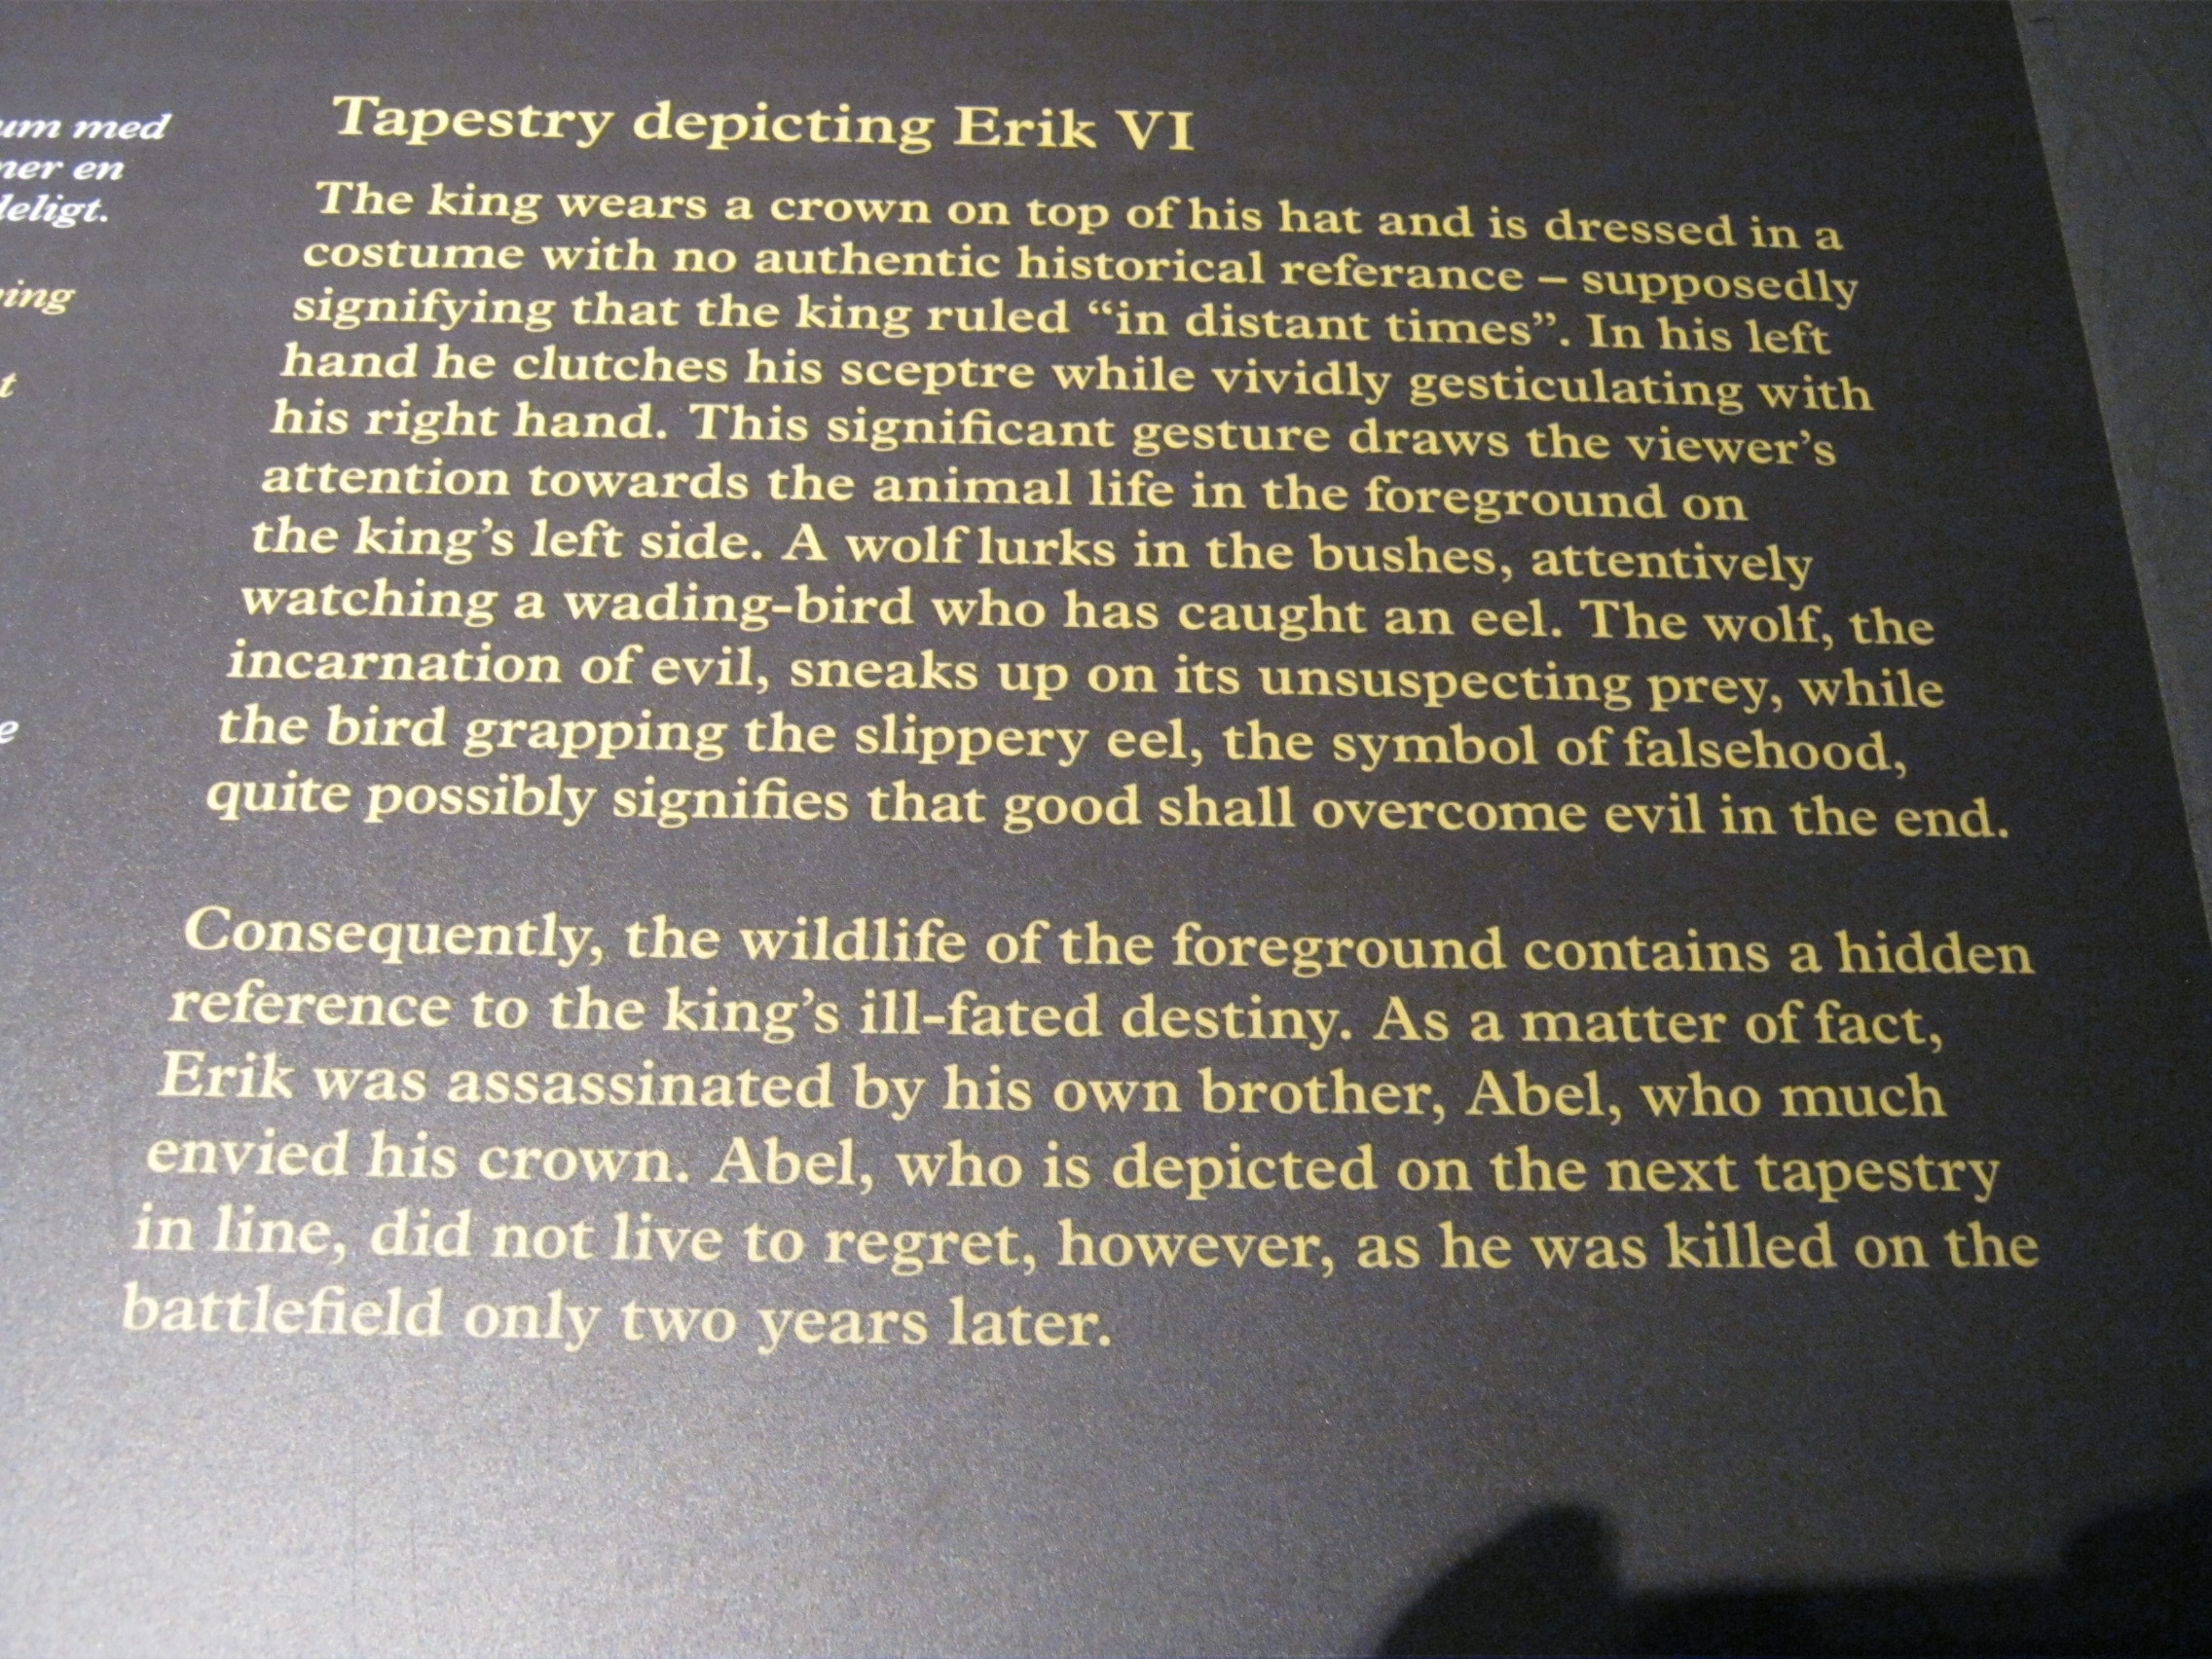 um med
ner en
deligt.
ing
t
e
Tapestry depicting Erik VI
The king wears a crown on top of his hat and is dressed in a
costume with no authentic historical referance – supposedly
signifying that the king ruled “in distant times”. In his left
hand he clutches his sceptre while vividly gesticulating with
his right hand. This significant gesture draws the viewer’s
attention towards the animal life in the foreground on
the king’s left side. A wolf lurks in the bushes, attentively
watching a wading-bird who has caught an eel. The wolf, the
incarnation of evil, sneaks up on its unsuspecting prey, while
the bird grapping the slippery eel, the symbol of falsehood,
quite possibly signifies that good shall overcome evil in the end.
Consequently, the wildlife of the foreground contains a hidden
reference to the king’s ill-fated destiny. As a matter of fact,
Erik was assassinated by his own brother, Abel, who much
envied his crown. Abel, who is depicted on the next tapestry
in line, did not live to regret, however, as he was killed on the
battlefield only two years later.